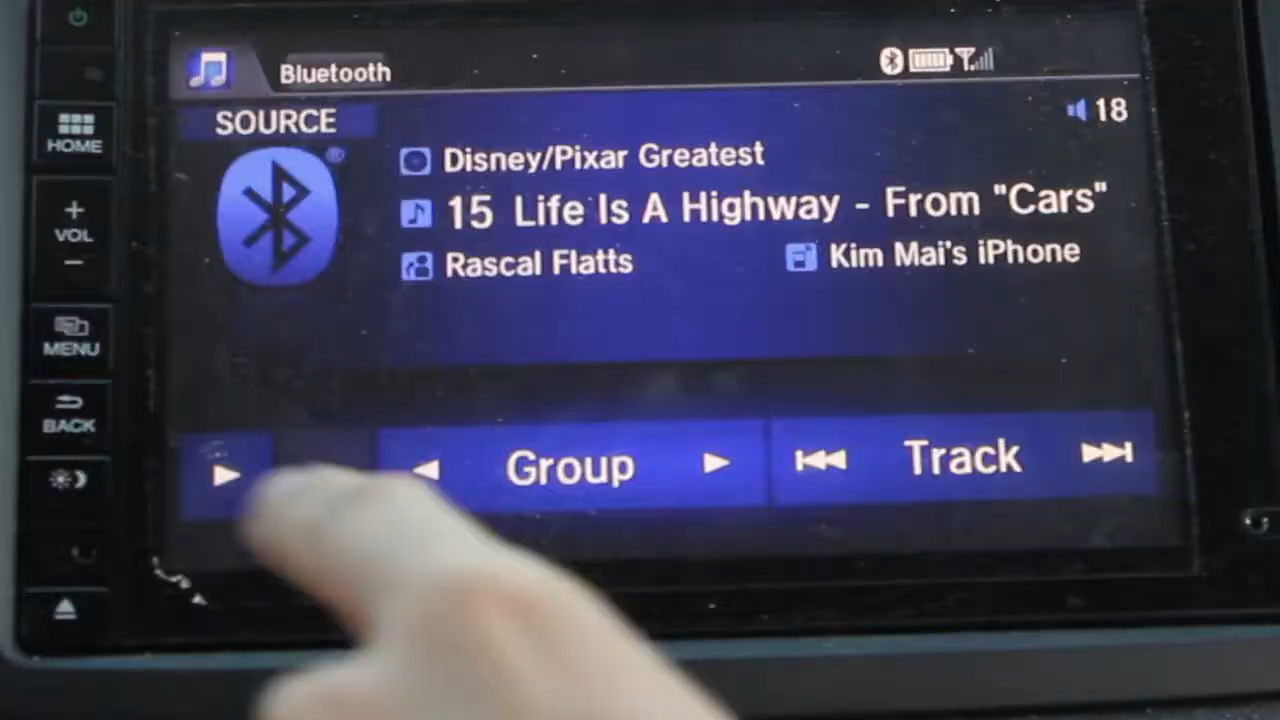 Bluetooth
SOURCE
18
Disney/Pixar Greatest
15 Life Is A Highway - From "Cars"
Rascal Flatts
Kim Mai's iPhone
Group
Track
HOME
+
VOL
−
MENU
BACK